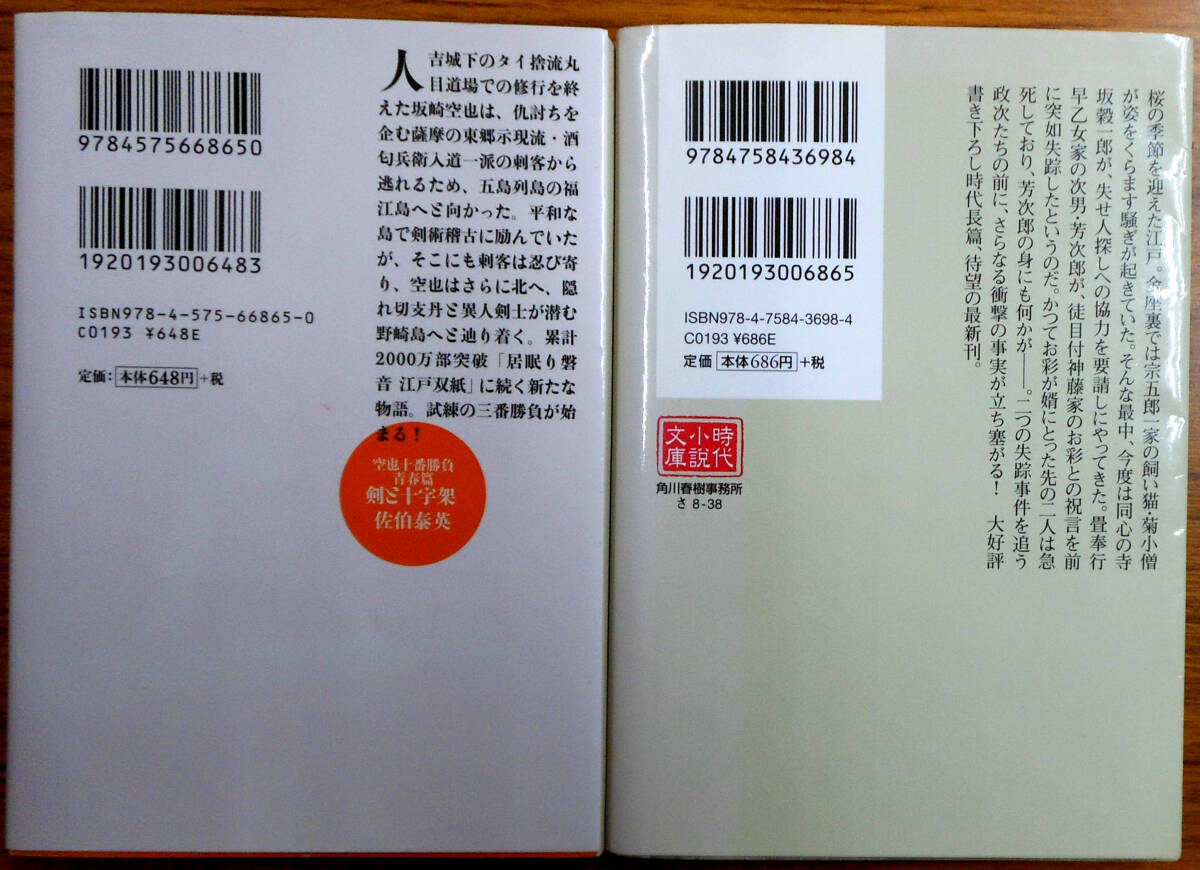 9784575668650
1920193006483
ISBN978-4-575-66865-0
C0193 ¥648E
定価:本体648円+税
人吉城下のタイ捨流丸
目道場での修行を終
えた坂崎空也は、仇討ちを
企む薩摩の東郷示現流・酒
匂兵衛入道一派の刺客から
逃れるため、五島列島の福
江島へと向かった。平和な
島で剣術稽古に励んでいた
が、そこにも刺客は忍び寄
り、空也はさらに北へ、隠
れ切支丹と異人剣士が潜む
野崎島へと辿り着く。累計
2000万部突破「居眠り磐
音 江戸双紙」に続く新たな
物語。試練の三番勝負が始
まる!
空也十番勝負
青春篇
剣と十字架
佐伯泰英
9784758436984
1920193006865
ISBN978-4-7584-3698-4
C0193 ¥686E
定価 本体686円+税
時代
小説
文庫
角川春樹事務所
さ 8-38
桜の季節を迎えた江戸。金座裏では宗五郎一家の飼い猫・菊小僧
が姿をくらます騒ぎが起きていた。そんな最中、今度は同心の寺
坂毅一郎が、失せ人探しへの協力を要請しにやってきた。畳奉行
早乙女家の次男・芳次郎が、徒目付神藤家のお彩との祝言を前
に突如失踪したというのだ。かつてお彩が婿にとった先の二人は急
死しており、芳次郎の身にも何かが――。二つの失踪事件を追う
政次たちの前に、さらなる衝撃の事実が立ち塞がる! 大好評
書き下ろし時代長篇、待望の最新刊。